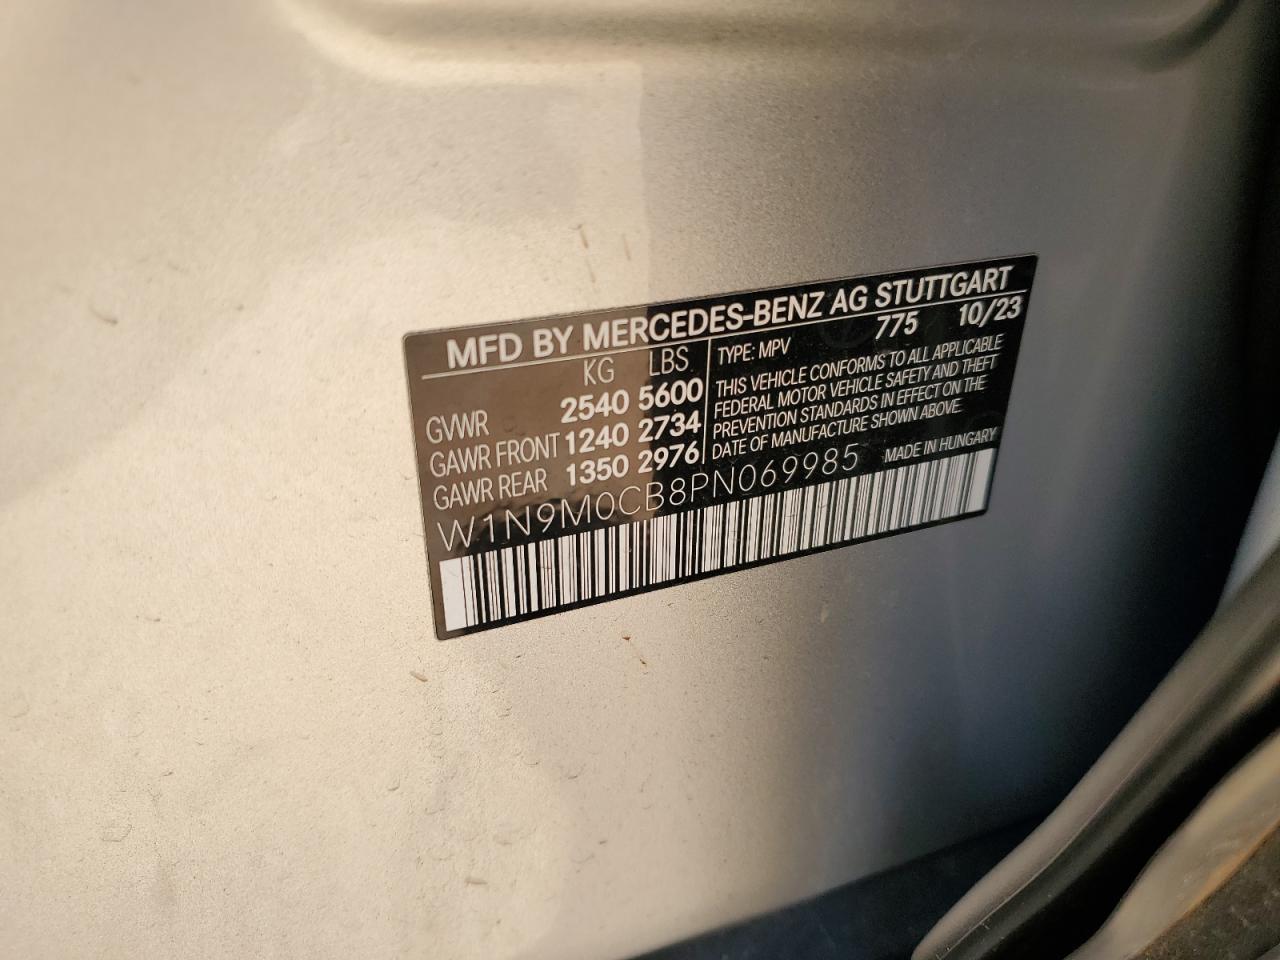 MFD BY MERCEDES-BENZ AG STUTTGART
775 10/23
KG LBS
GVWR 2540 5600
GAWR FRONT 1240 2734
GAWR REAR 1350 2976
TYPE: MPV
THIS VEHICLE CONFORMS TO ALL APPLICABLE
FEDERAL MOTOR VEHICLE SAFETY AND THEFT
PREVENTION STANDARDS IN EFFECT ON THE
DATE OF MANUFACTURE SHOWN ABOVE.
W1N9M0CB8PN069985
MADE IN HUNGARY